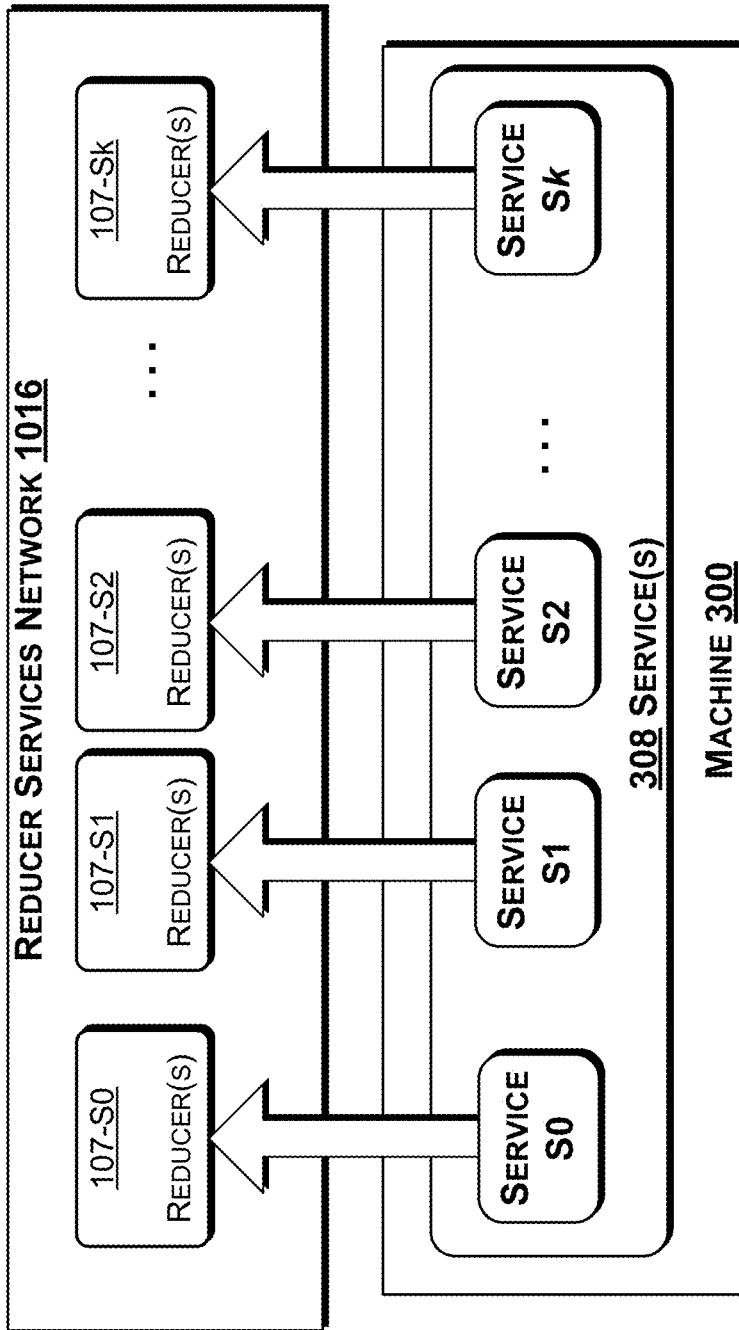 REDUCER SERVICES NETWORK 1016
107-S0
REDUCER(S)
107-S1
REDUCER(S)
107-S2
REDUCER(S)
...
107-Sk
REDUCER(S)
SERVICE
S0
SERVICE
S1
SERVICE
S2
...
SERVICE
Sk
308 SERVICE(S)
MACHINE 300